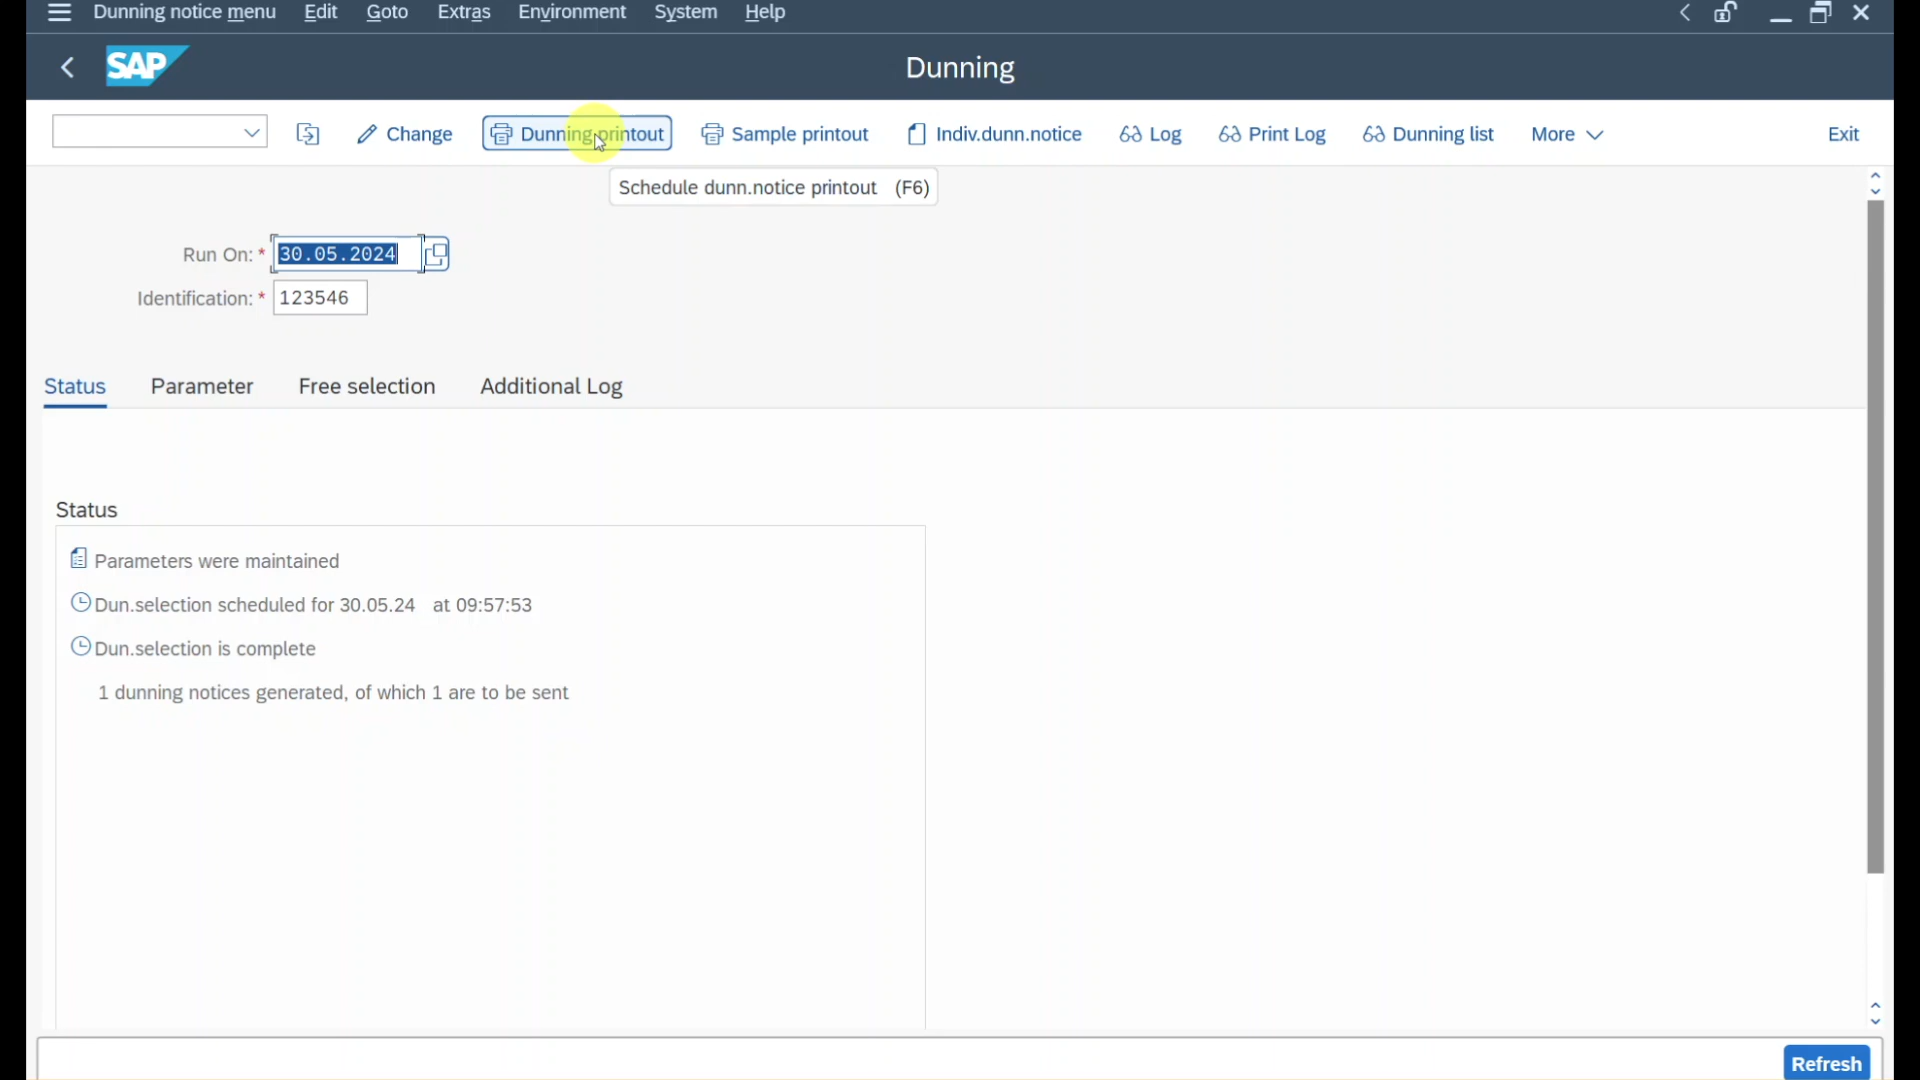 Dunning notice menu Edit Goto Extras Environment System Help
SAP Dunning
Change Dunning printout Sample printout Indiv.dunn.notice Log Print Log Dunning list More Exit
Schedule dunn.notice printout (F6)
Run On: * 30.05.2024
Identification: * 123546
Status Parameter Free selection Additional Log
Status
Parameters were maintained
Dun.selection scheduled for 30.05.24 at 09:57:53
Dun.selection is complete
1 dunning notices generated, of which 1 are to be sent
Refresh